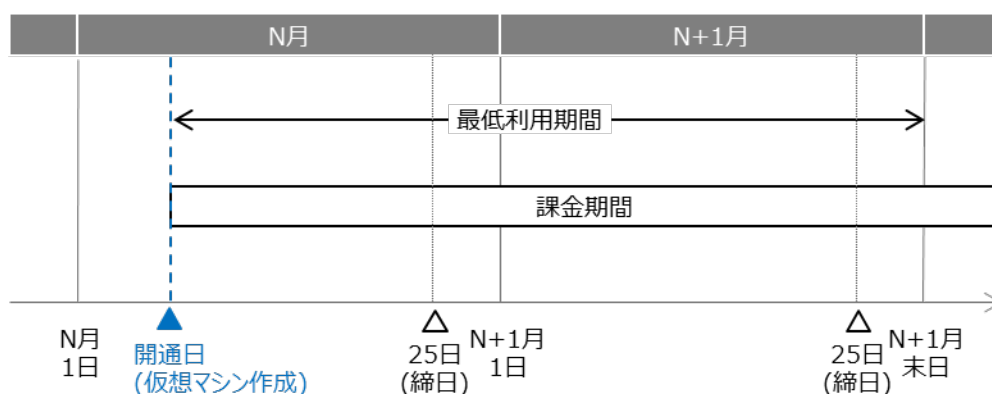 N月
N+1月
最低利用期間
課金期間
N月
1日
開通日
(仮想マシン作成)
25日
(締日)
N+1月
1日
25日
(締日)
N+1月
末日